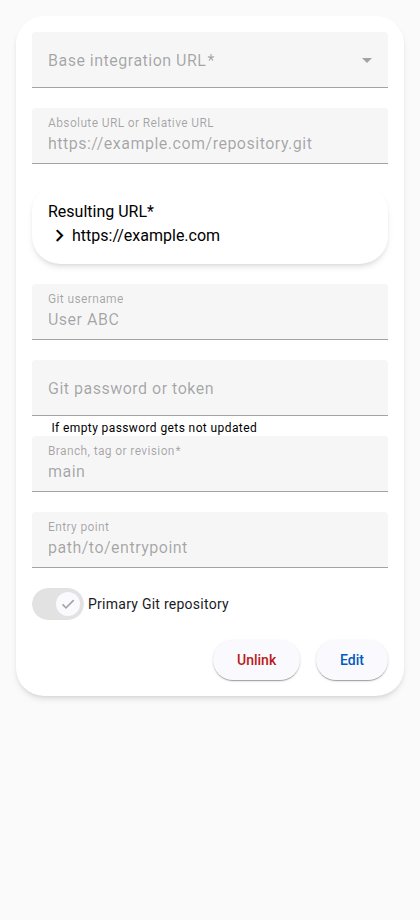 Base integration URL*
Absolute URL or Relative URL
https://example.com/repository.git
Resulting URL*
https://example.com
Git username
User ABC
Git password or token
If empty password gets not updated
Branch, tag or revision*
main
Entry point
path/to/entrypoint
Primary Git repository
Unlink
Edit